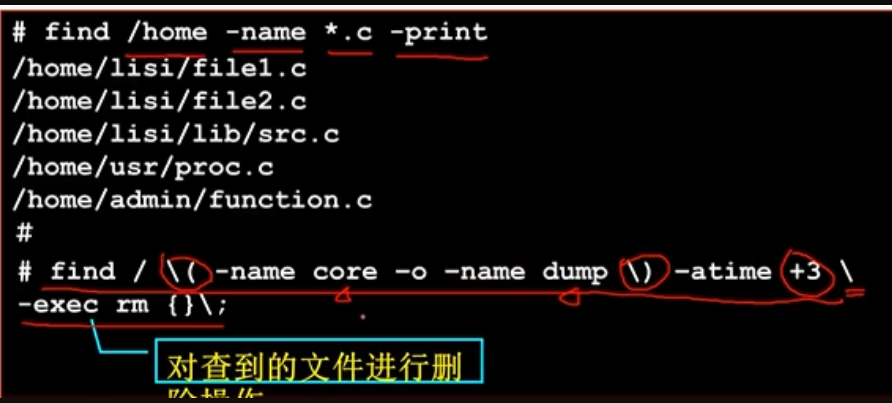 # find /home -name *.c -print
/home/lisi/file1.c
/home/lisi/file2.c
/home/lisi/lib/src.c
/home/usr/proc.c
/home/admin/function.c
#
# find / \( -name core -o -name dump \) -atime +3 \
-exec rm {}\;
对查到的文件进行删
除操作